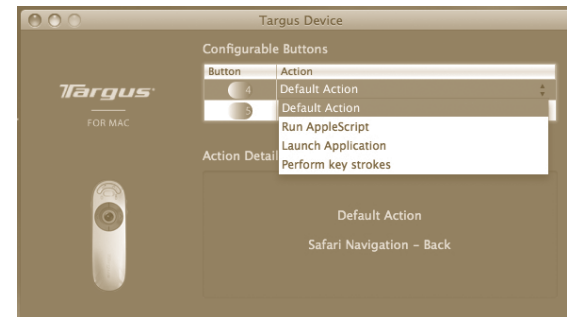 Targus Device
Configurable Buttons
Button Action
4 Default Action
5 Default Action
Run AppleScript
Launch Application
Perform key strokes
Targus
FOR MAC
Action Detail
Default Action
Safari Navigation – Back